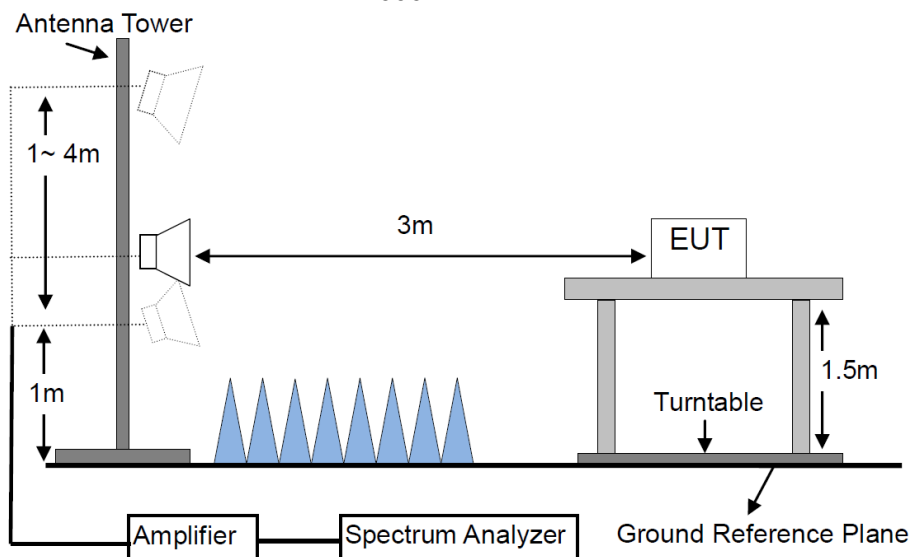 Antenna Tower
1~ 4m
3m
EUT
1m
1.5m
Turntable
Amplifier
Spectrum Analyzer
Ground Reference Plane